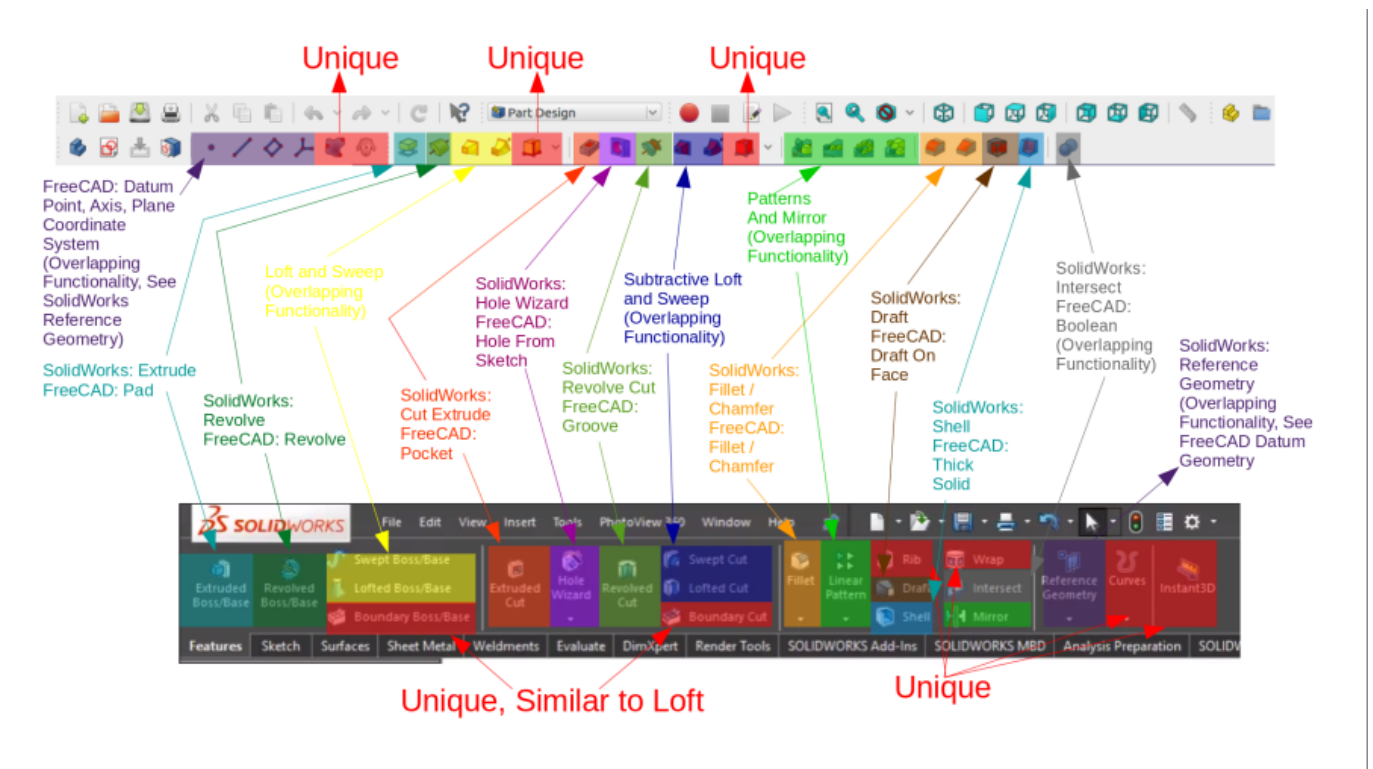 Unique
Unique
Unique
Part Design
FreeCAD: Datum
Point, Axis, Plane
Coordinate
System
(Overlapping
Functionality, See
SolidWorks
Reference
Geometry)
SolidWorks: Extrude
FreeCAD: Pad
SolidWorks:
Revolve
FreeCAD: Revolve
Loft and Sweep
(Overlapping
Functionality)
SolidWorks:
Cut Extrude
FreeCAD:
Pocket
SolidWorks:
Hole Wizard
FreeCAD:
Hole From
Sketch
SolidWorks:
Revolve Cut
FreeCAD:
Groove
Subtractive Loft
and Sweep
(Overlapping
Functionality)
Patterns
And Mirror
(Overlapping
Functionality)
SolidWorks:
Fillet /
Chamfer
FreeCAD:
Fillet /
Chamfer
SolidWorks:
Draft
FreeCAD:
Draft On
Face
SolidWorks:
Shell
FreeCAD:
Thick
Solid
SolidWorks:
Intersect
FreeCAD:
Boolean
(Overlapping
Functionality)
SolidWorks:
Reference
Geometry
(Overlapping
Functionality, See
FreeCAD Datum
Geometry
SOLIDWORKS File Edit View Insert Tools PhotoView 360 Window Help
Extruded
Boss/Base
Revolved
Boss/Base
Swept Boss/Base
Lofted Boss/Base
Boundary Boss/Base
Extruded
Cut
Hole
Wizard
Revolved
Cut
Swept Cut
Lofted Cut
Boundary Cut
Fillet
Linear
Pattern
Rib
Draft
Shell
Wrap
Intersect
Mirror
Reference
Geometry
Curves
Instant3D
Features Sketch Surfaces Sheet Metal Weldments Evaluate DimXpert Render Tools SOLIDWORKS Add-Ins SOLIDWORKS MBD Analysis Preparation SOLIDW
Unique, Similar to Loft
Unique